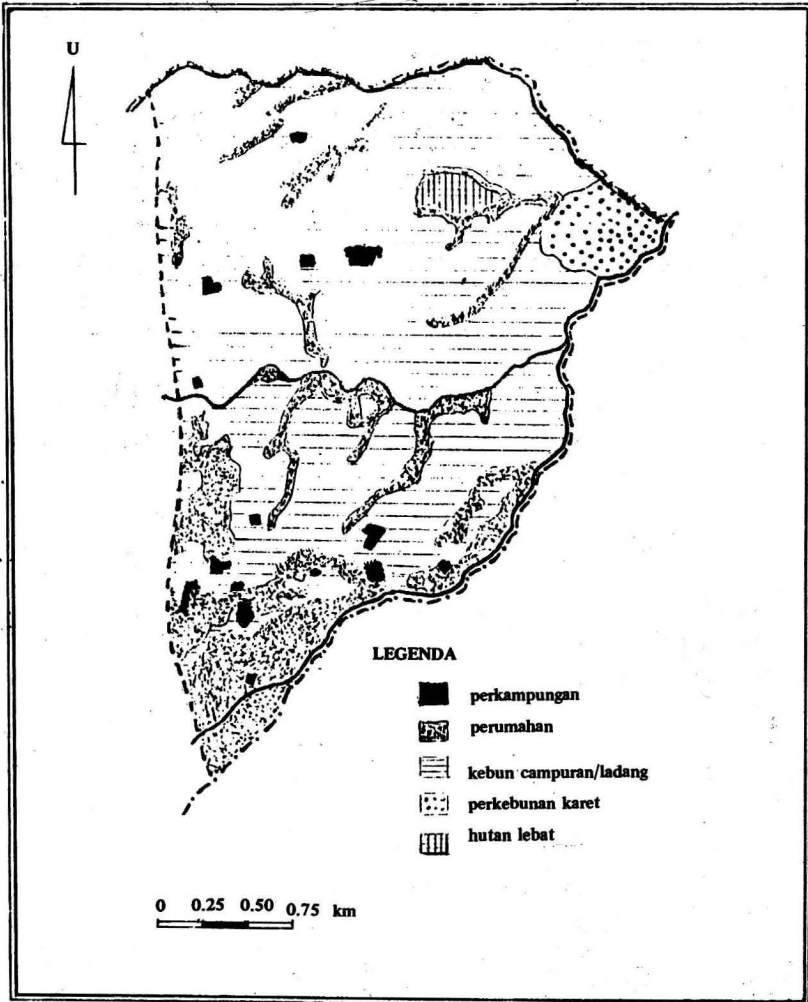 U
LEGENDA
perkampungan
perumahan
kebun campuran/ladang
perkebunan karet
hutan lebat
0 0.25 0.50 0.75 km